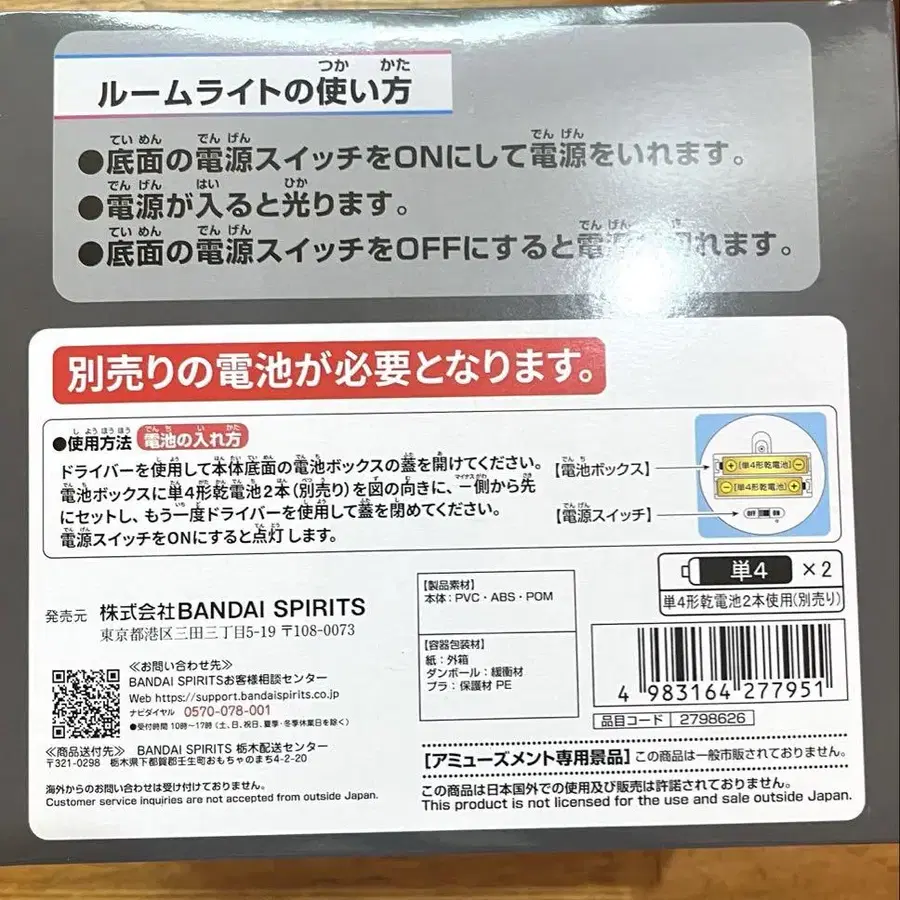 ルームライトの使い方
●底面の電源スイッチをONにして電源をいれます。
●電源が入ると光ります。
●底面の電源スイッチをOFFにすると電源が切れます。
別売りの電池が必要となります。
●使用方法 電池の入れ方
ドライバーを使用して本体底面の電池ボックスの蓋を開けてください。
電池ボックスに単4形乾電池2本(別売り)を図の向きに、ー側から先
にセットし、もう一度ドライバーを使用して蓋を閉めてください。
電源スイッチをONにすると点灯します。
【電池ボックス】
【電源スイッチ】
+ [単4形乾電池] −
− [単4形乾電池] +
OFF ON
単4 ×2
単4形乾電池2本使用(別売り)
発売元 株式会社BANDAI SPIRITS
東京都港区三田三丁目5-19 〒108-0073
≪お問い合わせ先≫
BANDAI SPIRITSお客様相談センター
Web https://support.bandaispirits.co.jp
ナビダイヤル 0570-078-001
●受付時間 10時〜17時 (土、日、祝日、夏季・冬季休業日を除く)
≪商品送付先≫ BANDAI SPIRITS 栃木配送センター
〒321-0298 栃木県下都賀郡壬生町おもちゃのまち4-2-20
海外からのお問い合わせは受け付けておりません。
Customer service inquiries are not accepted from outside Japan.
【製品素材】
本体:PVC・ABS・POM
【容器包装材】
紙:外箱
ダンボール:緩衝材
プラ:保護材 PE
4 983164 277951
品目コード 2798626
[アミューズメント専用景品] この商品は一般市販されておりません。
この商品は日本国外での使用及び販売は許諾されておりません。
This product is not licensed for the use and sale outside Japan.